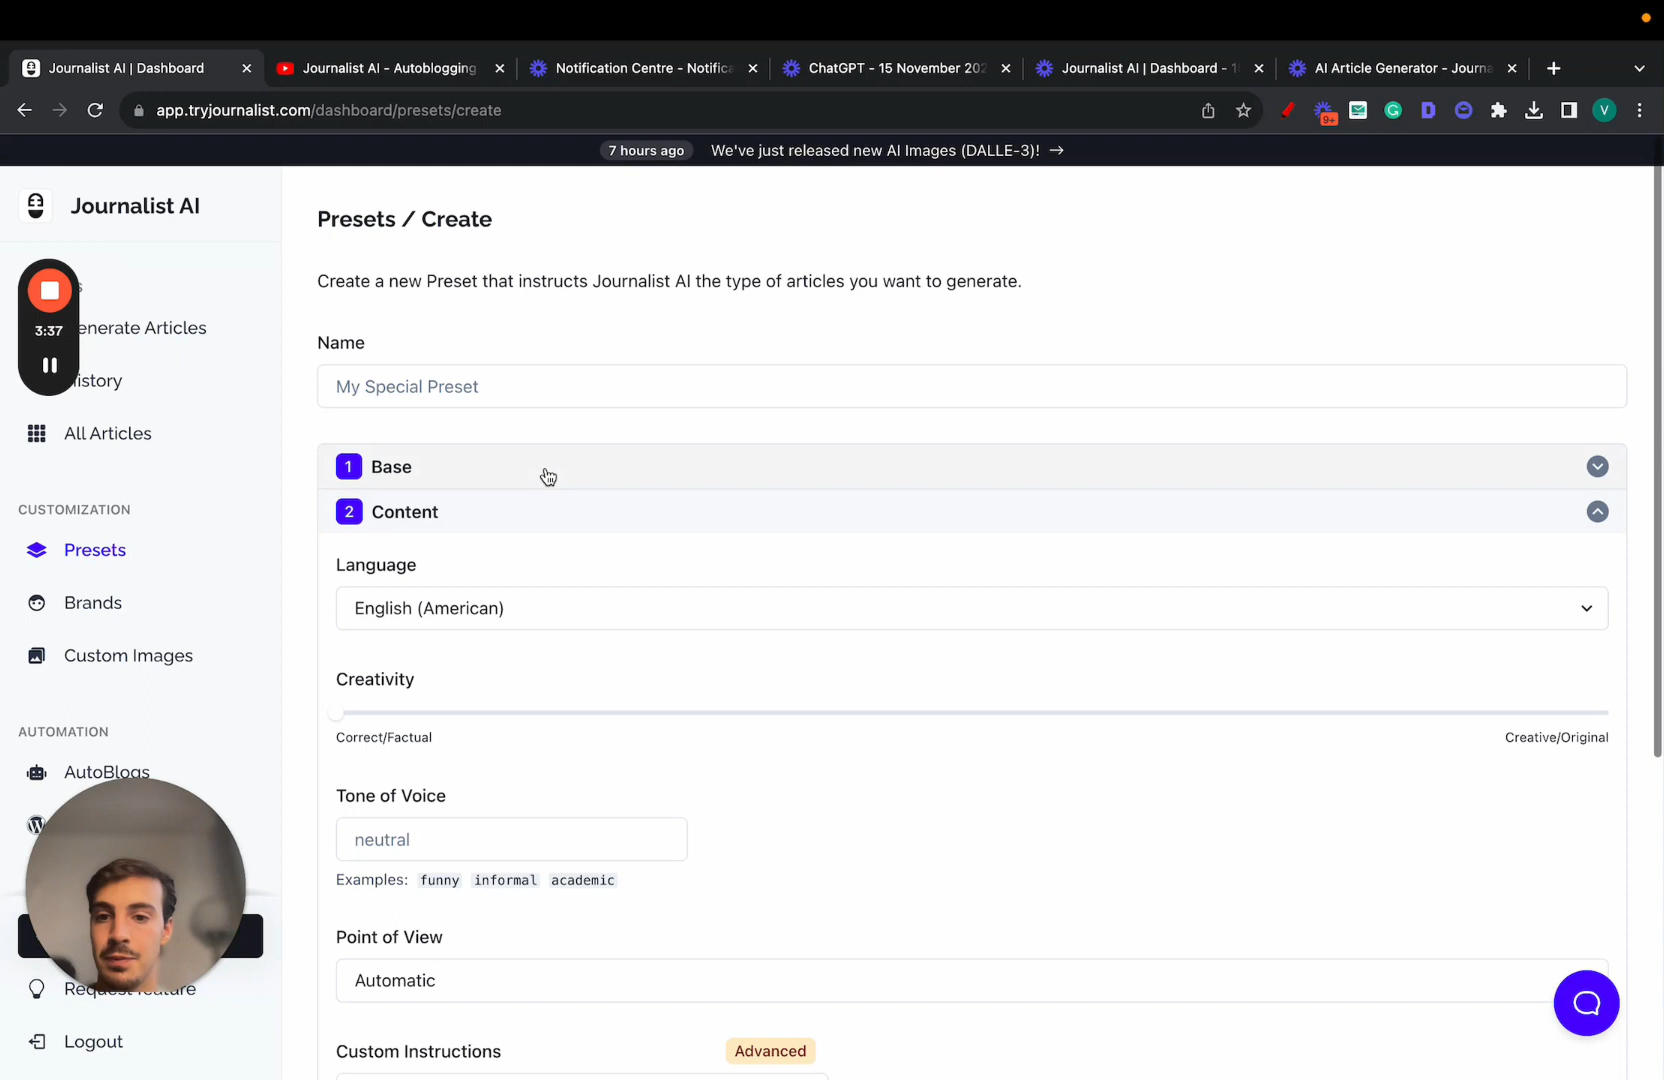 Journalist AI | Dashboard
Journalist AI - Autoblogging
Notification Centre - Notifica
ChatGPT - 15 November 202
Journalist AI | Dashboard - 1
AI Article Generator - Journa
app.tryjournalist.com/dashboard/presets/create
9+
V
7 hours ago We've just released new AI Images (DALLE-3)! →
Journalist AI
3:37
enerate Articles
istory
All Articles
CUSTOMIZATION
Presets
Brands
Custom Images
AUTOMATION
AutoBlogs
Request feature
Logout
Presets / Create
Create a new Preset that instructs Journalist AI the type of articles you want to generate.
Name
My Special Preset
1 Base
2 Content
Language
English (American)
Creativity
Correct/Factual
Creative/Original
Tone of Voice
neutral
Examples: funny informal academic
Point of View
Automatic
Custom Instructions
Advanced